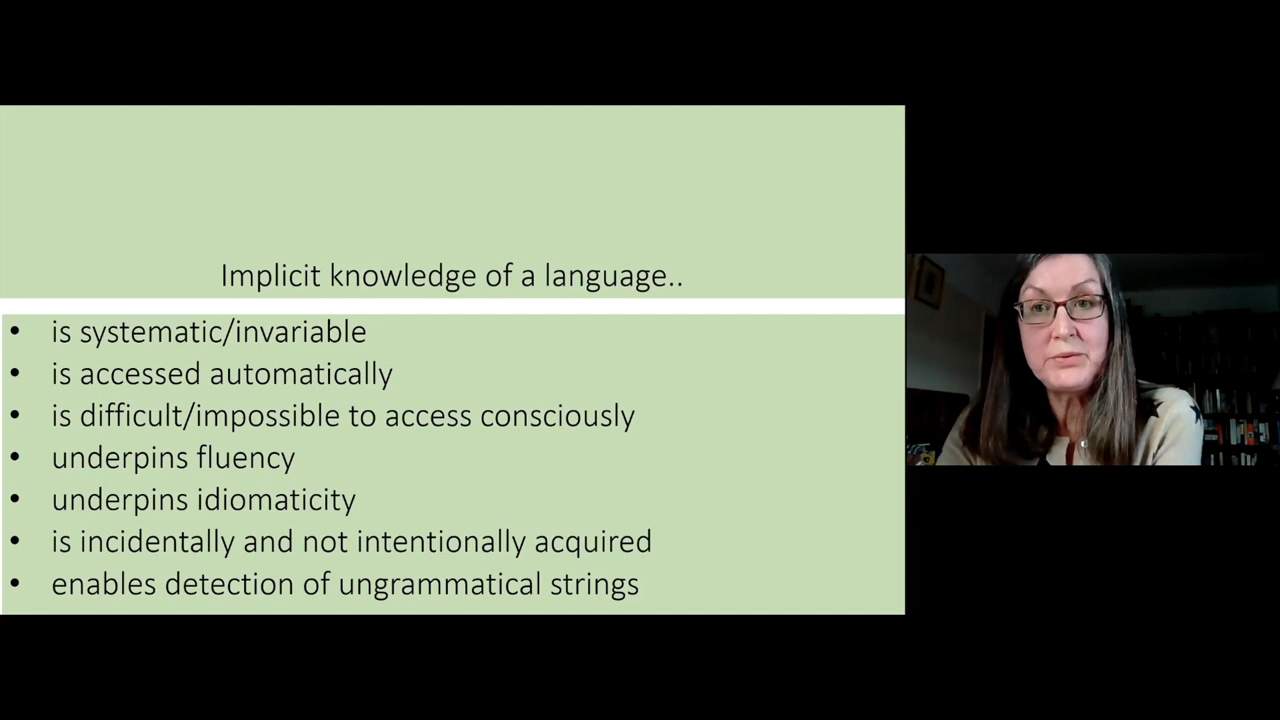 Implicit knowledge of a language..
• is systematic/invariable
• is accessed automatically
• is difficult/impossible to access consciously
• underpins fluency
• underpins idiomaticity
• is incidentally and not intentionally acquired
• enables detection of ungrammatical strings